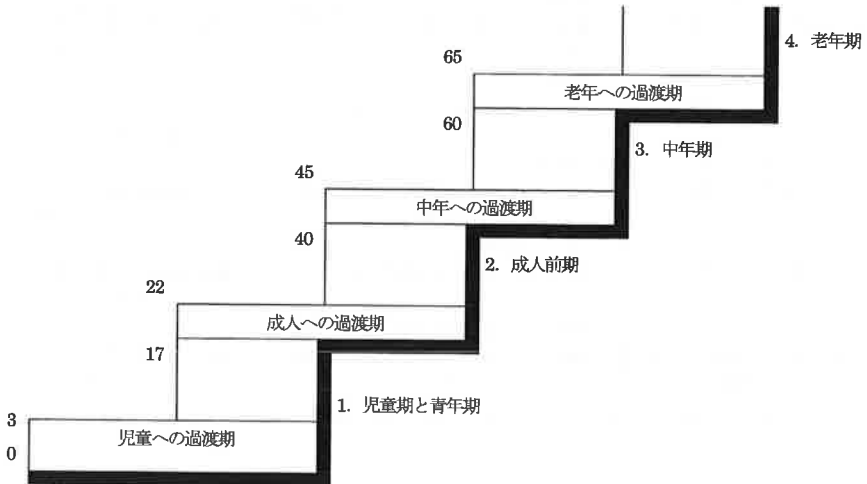 4. 老年期
65
老年への過渡期
60
3. 中年期
45
中年への過渡期
40
2. 成人前期
22
成人への過渡期
17
1. 児童期と青年期
3
児童への過渡期
0